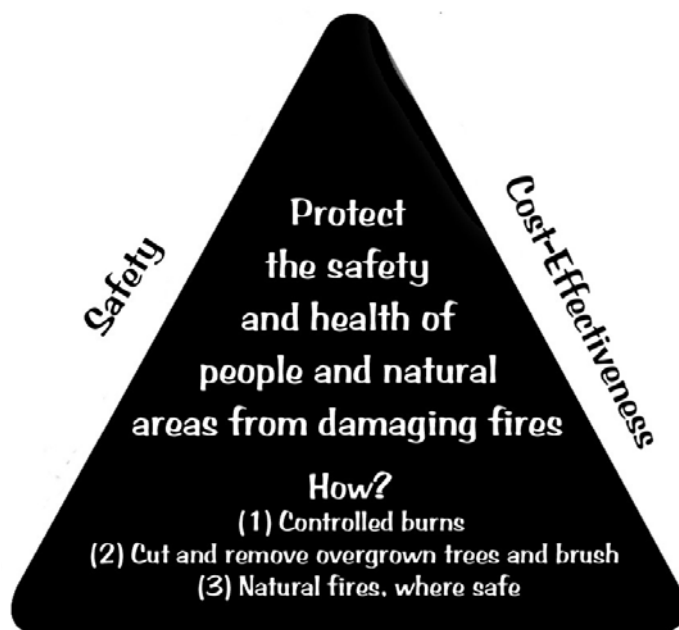 Safety
Cost-Effectiveness
Protect
the safety
and health of
people and natural
areas from damaging fires
How?
(1) Controlled burns
(2) Cut and remove overgrown trees and brush
(3) Natural fires, where safe